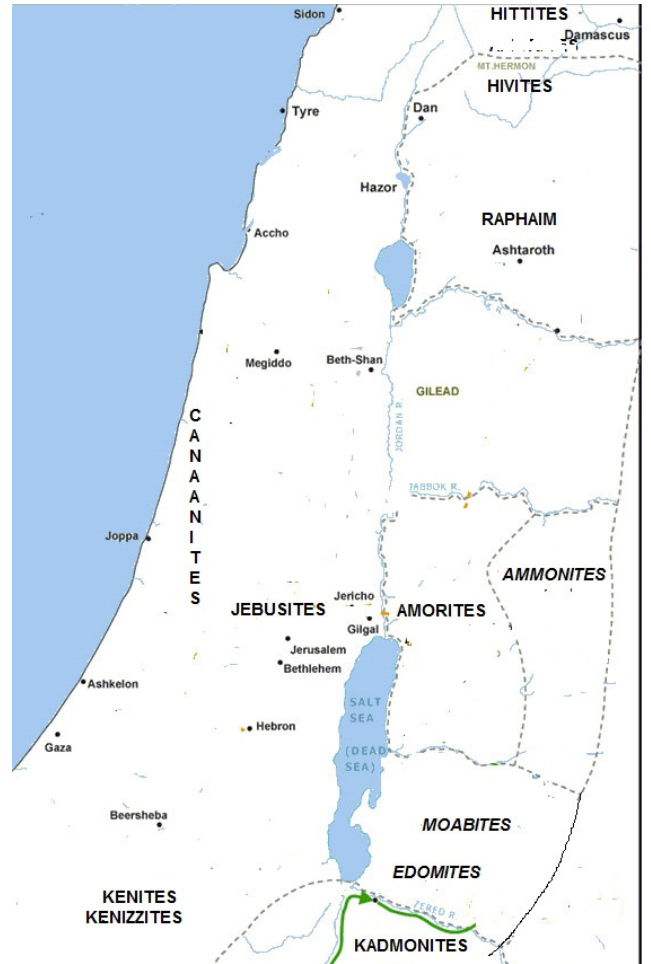 Sidon
HITTITES
Damascus
MT.HERMON
HIVITES
Tyre
Dan
Hazor
RAPHAIM
Accho
Ashtaroth
Megiddo
Beth-Shan
GILEAD
JORDAN R.
CANAANITES
JABBOK R.
Joppa
AMMONITES
Jericho
JEBUSITES
AMORITES
Gilgal
Jerusalem
Bethlehem
Ashkelon
SALT
SEA
Hebron
Gaza
(DEAD
SEA)
Beersheba
MOABITES
EDOMITES
KENITES
KENIZZITES
ZERED R.
KADMONITES